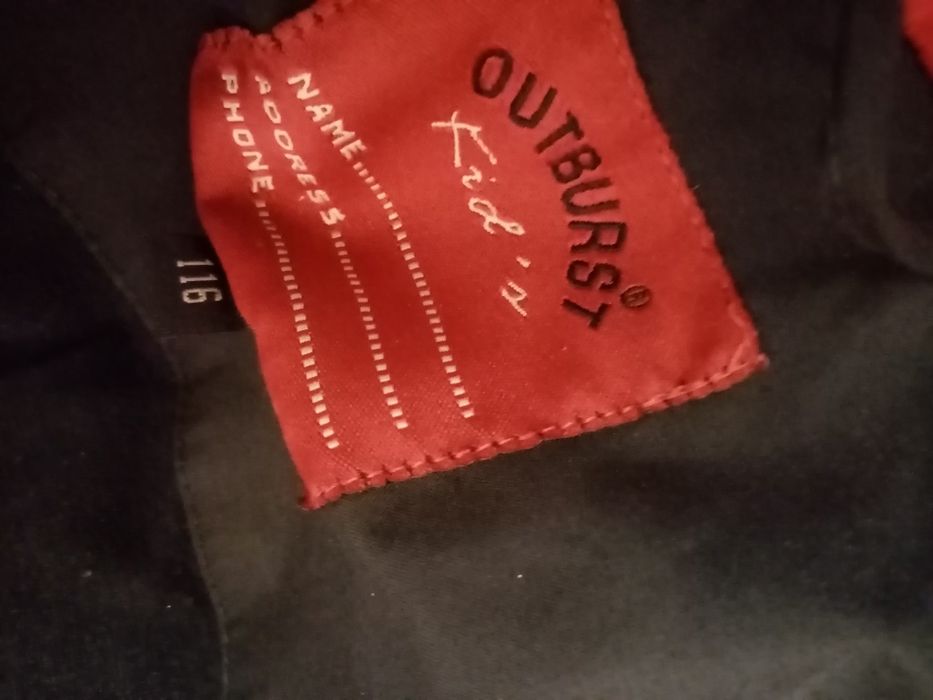 OUTBURST®
Kid's
NAME
ADDRESS
PHONE
116